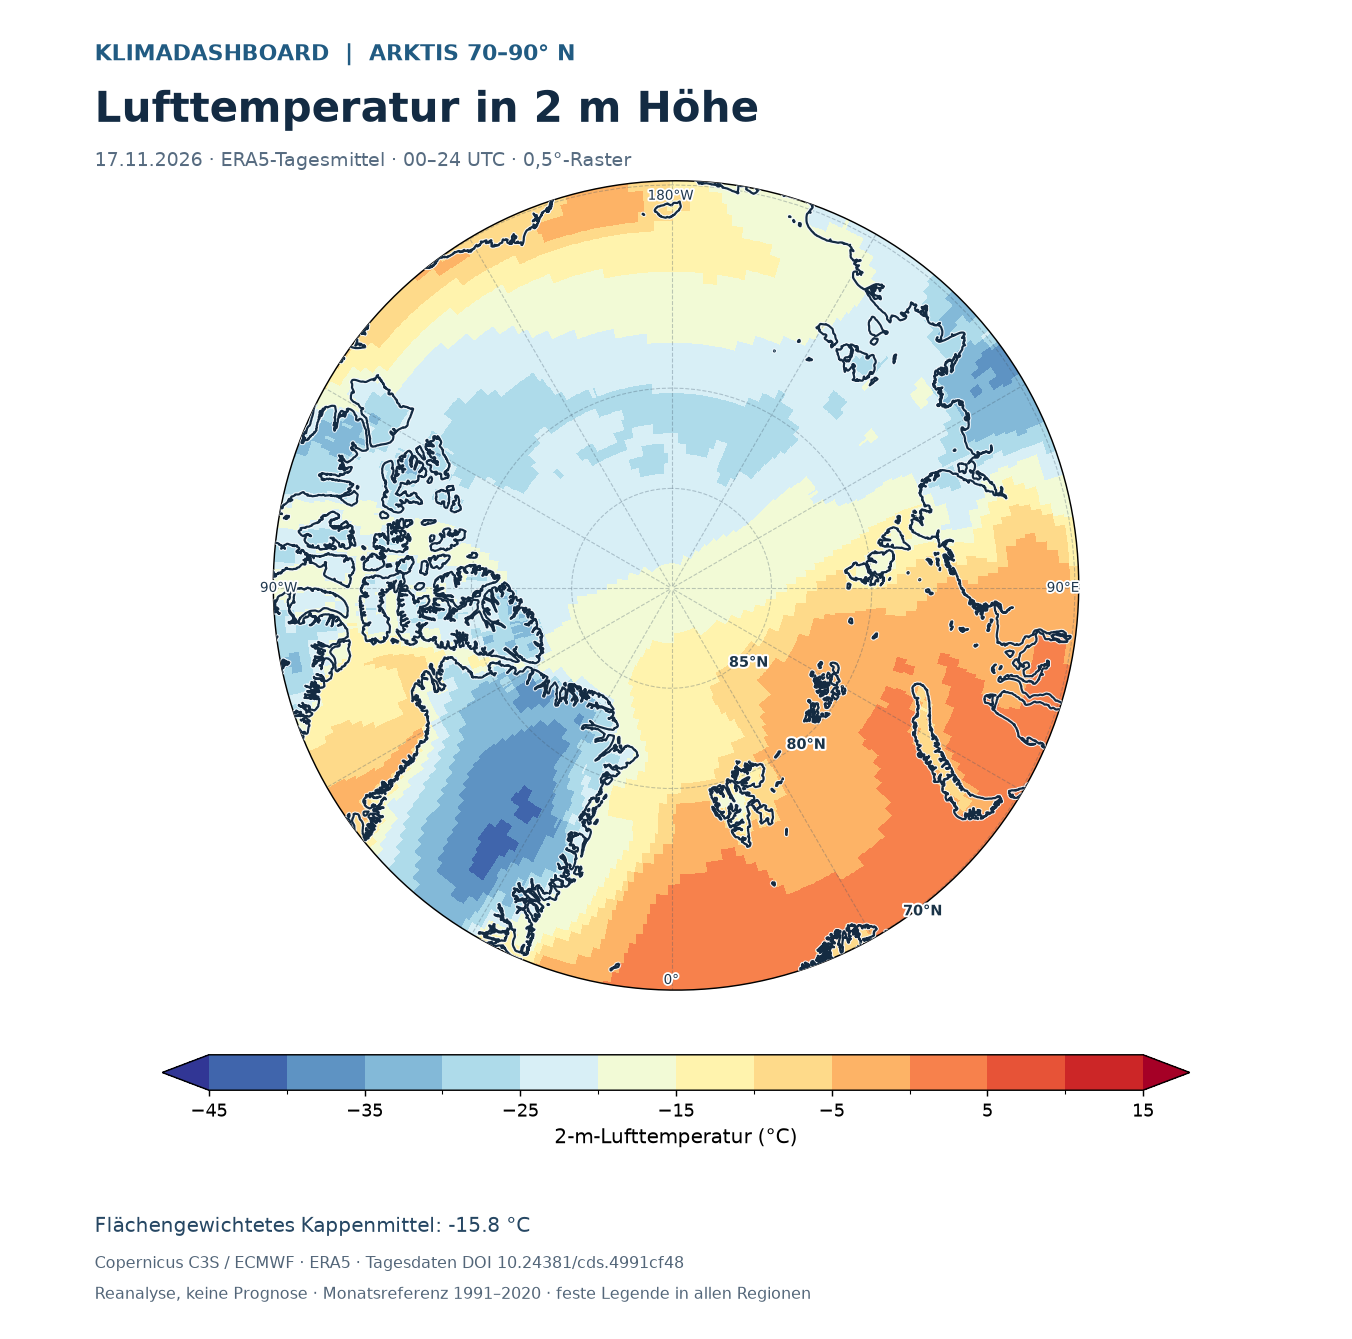 KLIMADASHBOARD | ARKTIS 70–90° N
Lufttemperatur in 2 m Höhe
17.11.2026 · ERA5-Tagesmittel · 00–24 UTC · 0,5°-Raster
180°W
90°W
90°E
85°N
80°N
70°N
0°
−45 −35 −25 −15 −5 5 15
2-m-Lufttemperatur (°C)
Flächengewichtetes Kappenmittel: -15.8 °C
Copernicus C3S / ECMWF · ERA5 · Tagesdaten DOI 10.24381/cds.4991cf48
Reanalyse, keine Prognose · Monatsreferenz 1991–2020 · feste Legende in allen Regionen